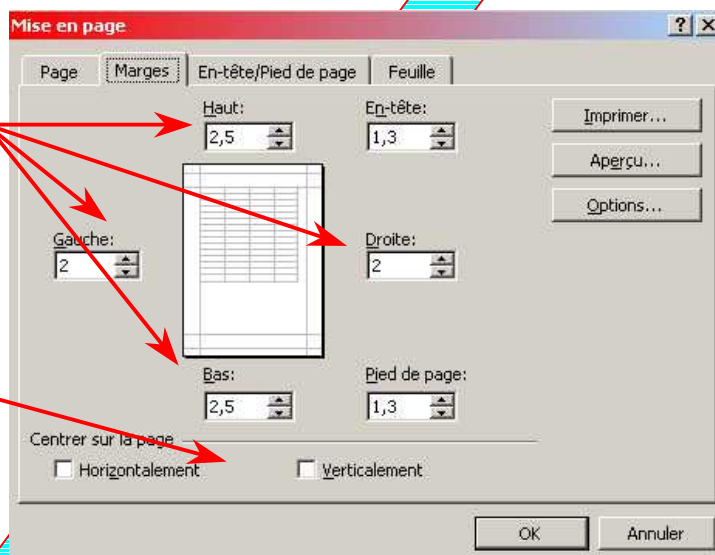 Mise en page
Page Marges En-tête/Pied de page Feuille
Haut: En-tête:
2,5 1,3
Imprimer...
Aperçu...
Options...
Gauche: Droite:
2 2
Bas: Pied de page:
2,5 1,3
Centrer sur la page
Horizontalement Verticalement
OK Annuler